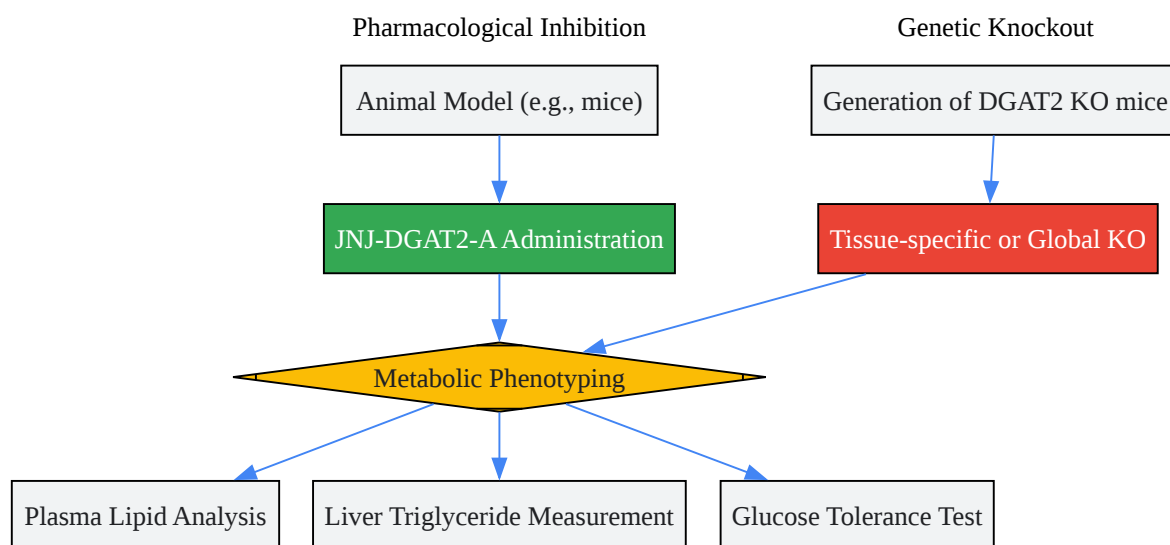 Pharmacological Inhibition
Genetic Knockout
Animal Model (e.g., mice)
Generation of DGAT2 KO mice
JNJ-DGAT2-A Administration
Tissue-specific or Global KO
Metabolic Phenotyping
Plasma Lipid Analysis
Liver Triglyceride Measurement
Glucose Tolerance Test